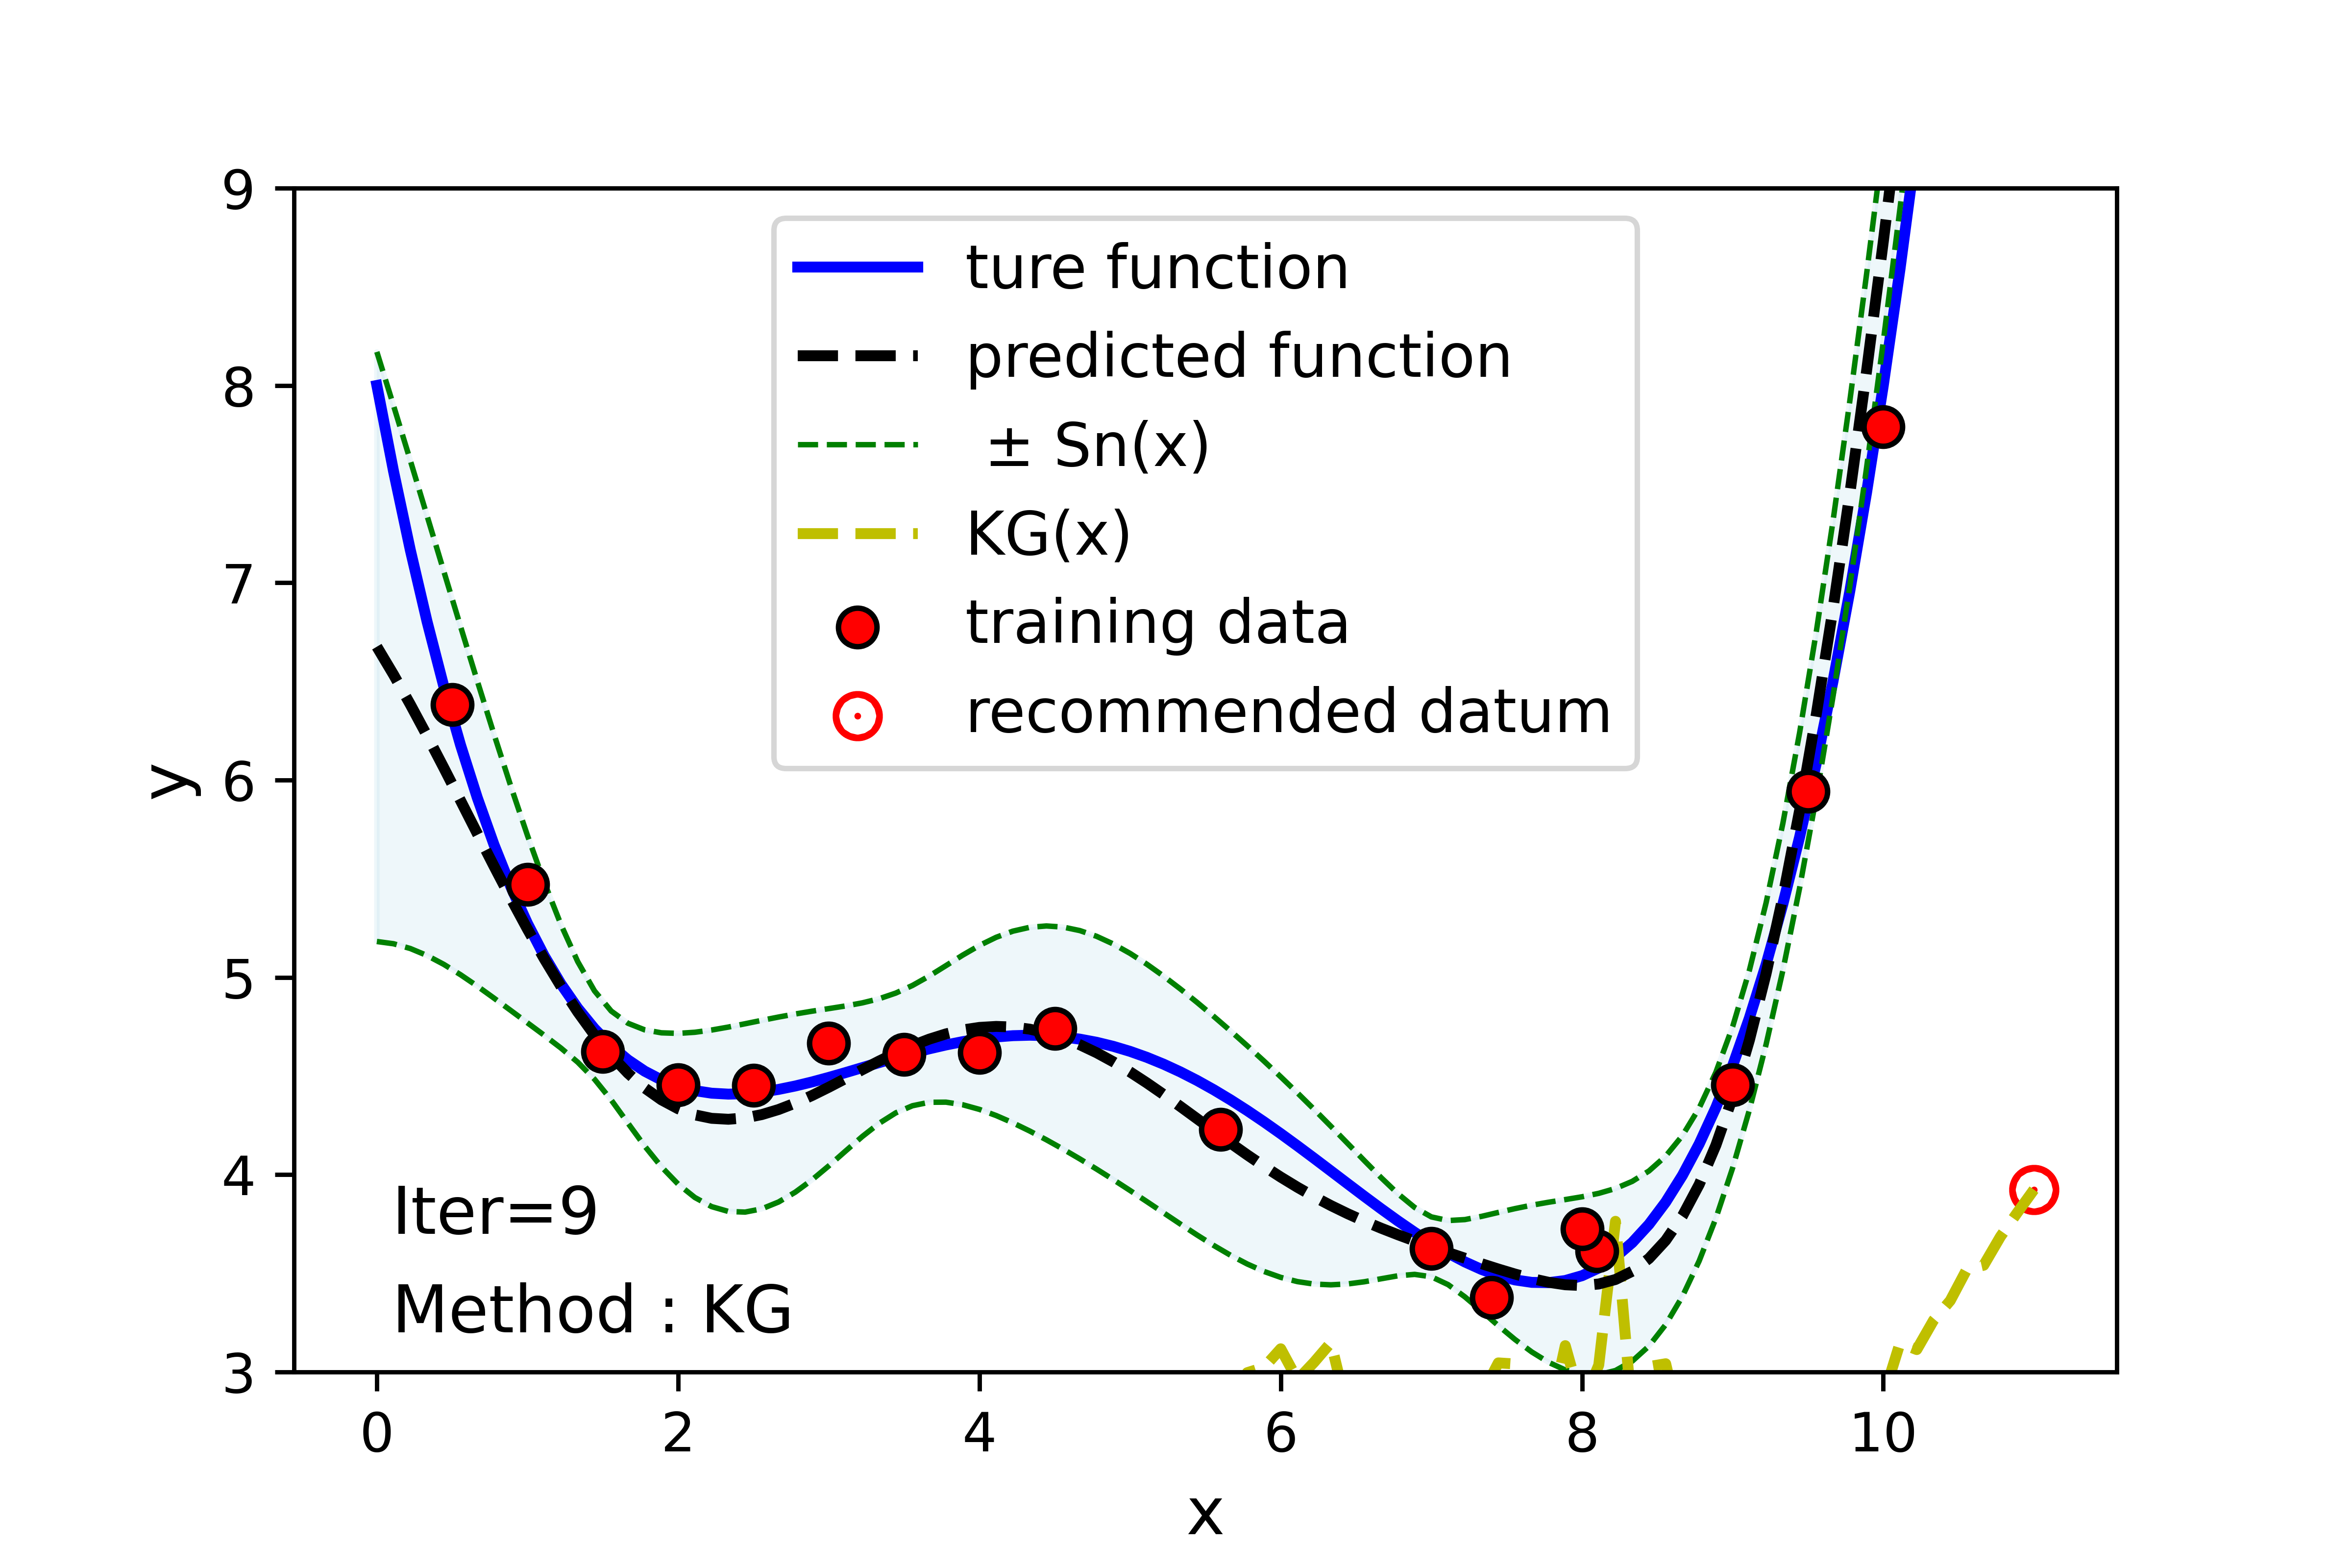 9
8
7
6
5
4
3
y
ture function
predicted function
± Sn(x)
KG(x)
training data
recommended datum
Iter=9
Method : KG
0 2 4 6 8 10
x